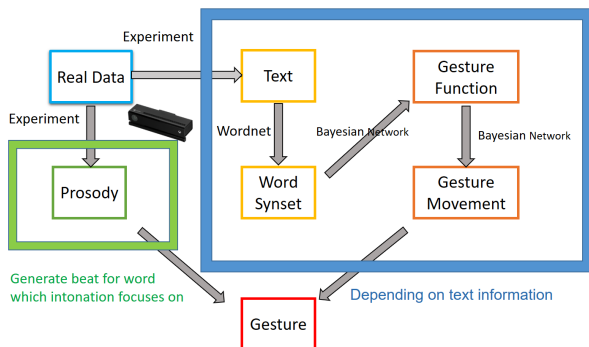 Experiment
Real Data
Text
Gesture
Function
Experiment
Wordnet
Bayesian Network
Bayesian Network
Prosody
Word
Synset
Gesture
Movement
Generate beat for word
which intonation focuses on
Depending on text information
Gesture